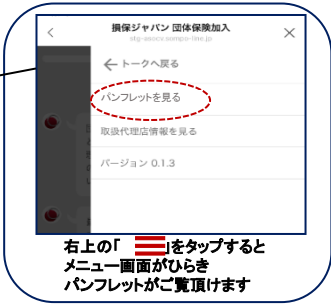 損保ジャパン 団体保険加入
stg-asocx.sompo-line.jp
← トークへ戻る
パンフレットを見る
取扱代理店情報を見る
バージョン 0.1.3
右上の「　」をタップすると
メニュー画面がひらき
パンフレットがご覧頂けます